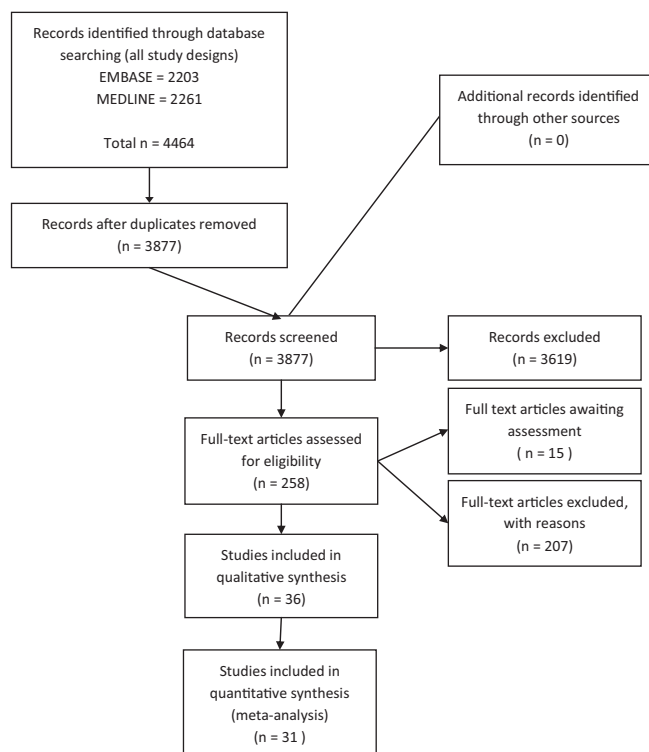 Records identified through database
searching (all study designs)
EMBASE = 2203
MEDLINE = 2261
Total n = 4464
Additional records identified
through other sources
(n = 0)
Records after duplicates removed
(n = 3877)
Records screened
(n = 3877)
Records excluded
(n = 3619)
Full-text articles assessed
for eligibility
(n = 258)
Full text articles awaiting
assessment
( n = 15 )
Full-text articles excluded,
with reasons
(n = 207)
Studies included in
qualitative synthesis
(n = 36)
Studies included in
quantitative synthesis
(meta-analysis)
(n = 31 )